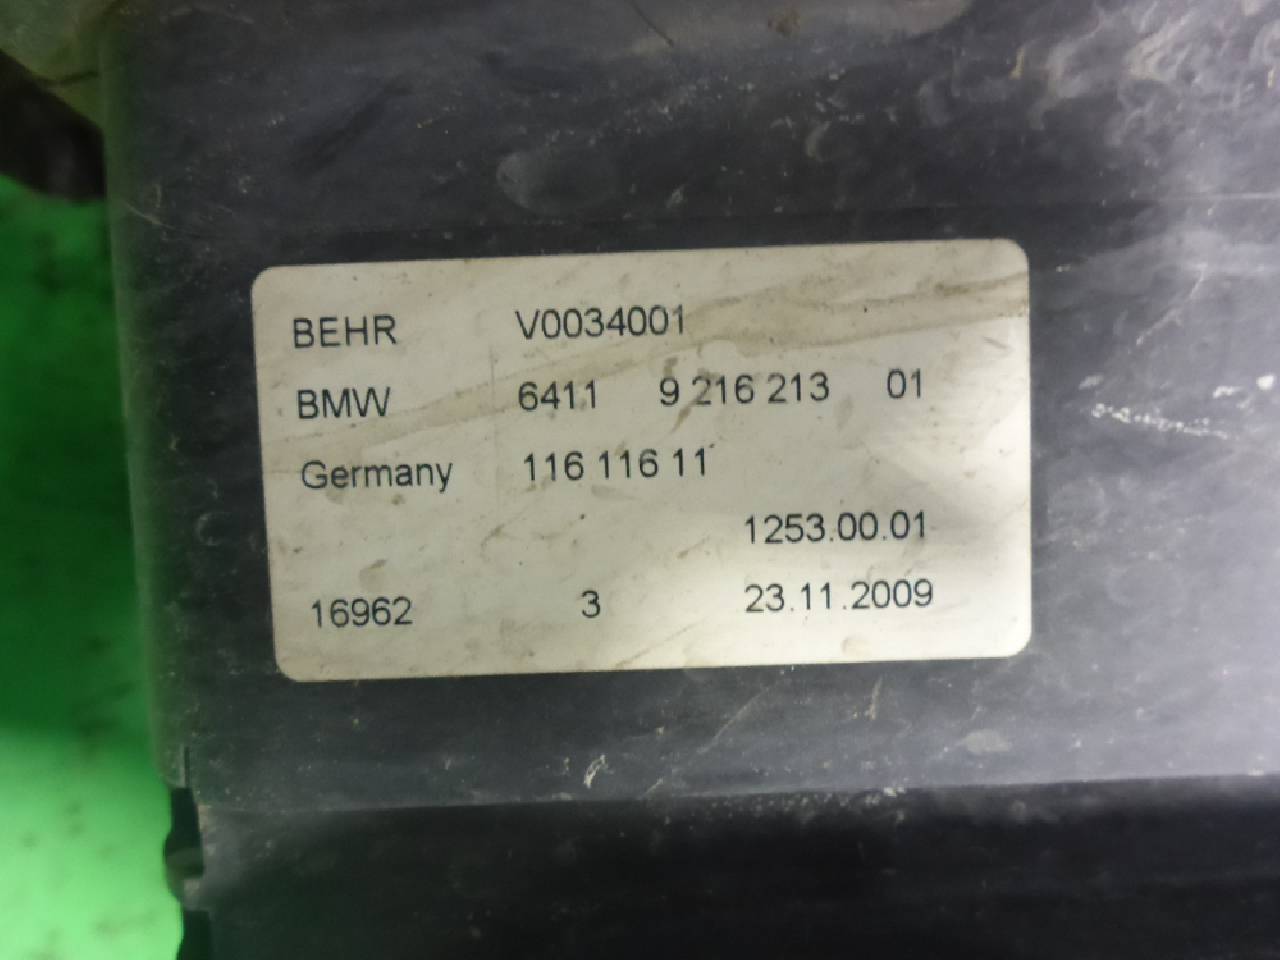 BEHR V0034001
BMW 6411 9 216 213 01
Germany 116 116 11
1253.00.01
16962 3 23.11.2009